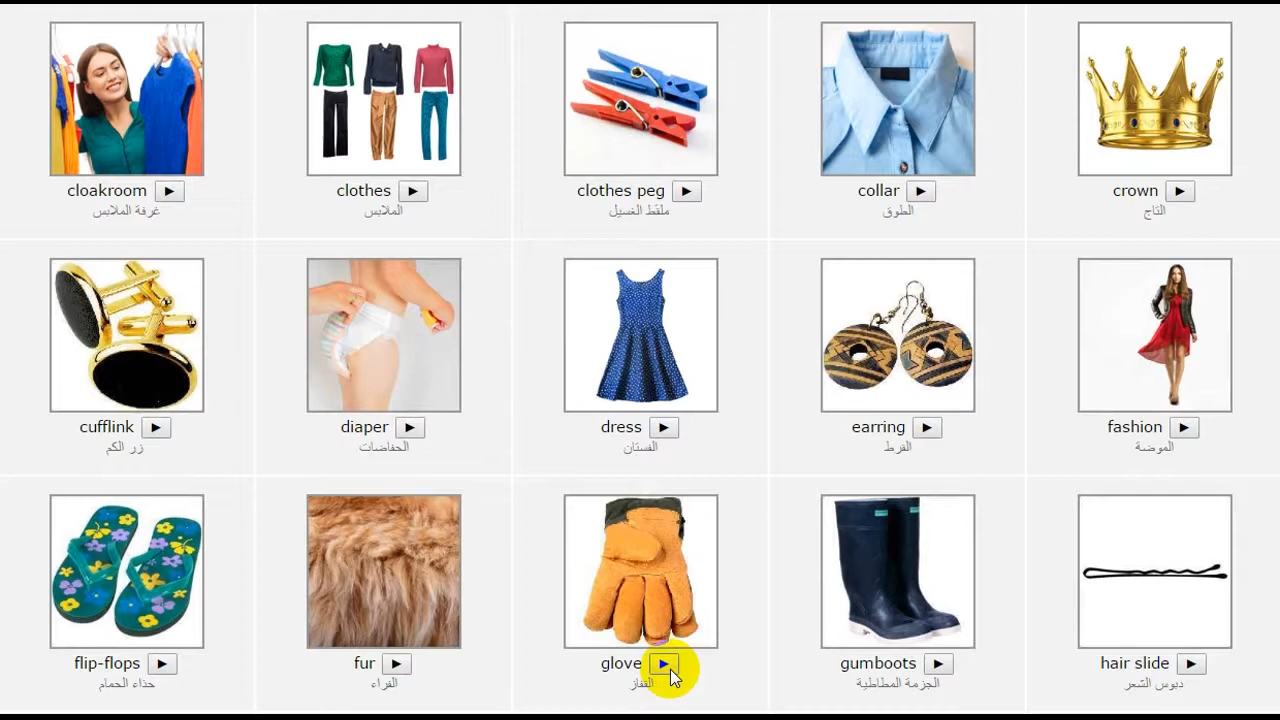 cloakroom
غرفة الملابس
clothes
الملابس
clothes peg
ملقط الغسيل
collar
الطوق
crown
التاج
cufflink
زر الكم
diaper
الحفاضات
dress
الفستان
earring
القرط
fashion
الموضة
flip-flops
حذاء الحمام
fur
الفراء
glove
القفاز
gumboots
الجزمة المطاطية
hair slide
دبوس الشعر